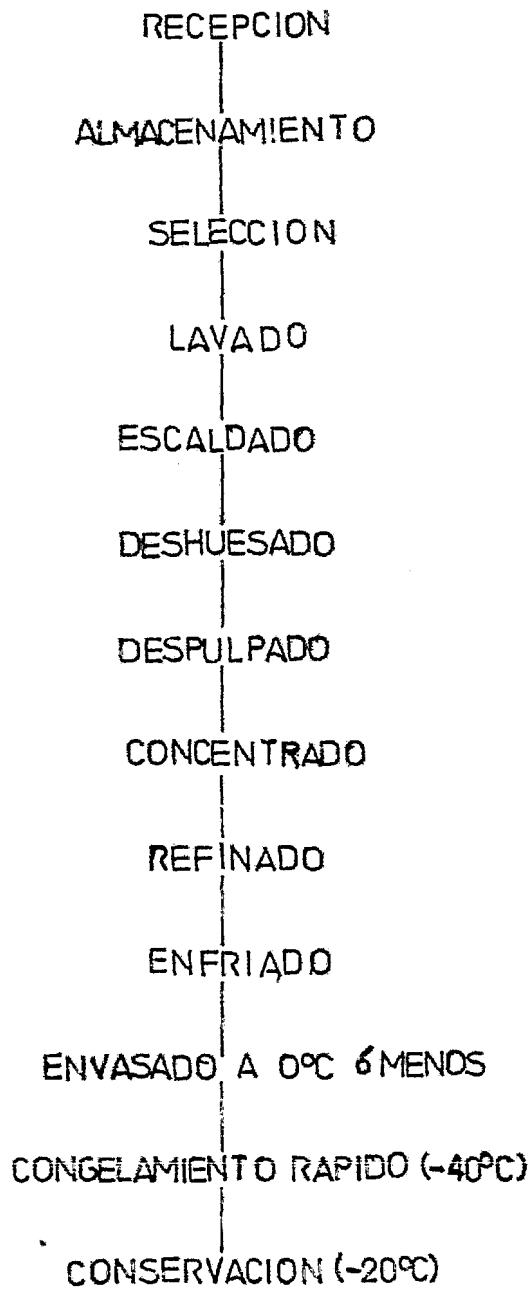 RECEPCION
ALMACENAMIENTO
SELECCION
LAVADO
ESCALDADO
DESHUESADO
DESPULPADO
CONCENTRADO
REFINADO
ENFRIADO
ENVASADO A 0ºC ó MENOS
CONGELAMIENTO RAPIDO (-40ºC)
CONSERVACION (-20ºC)